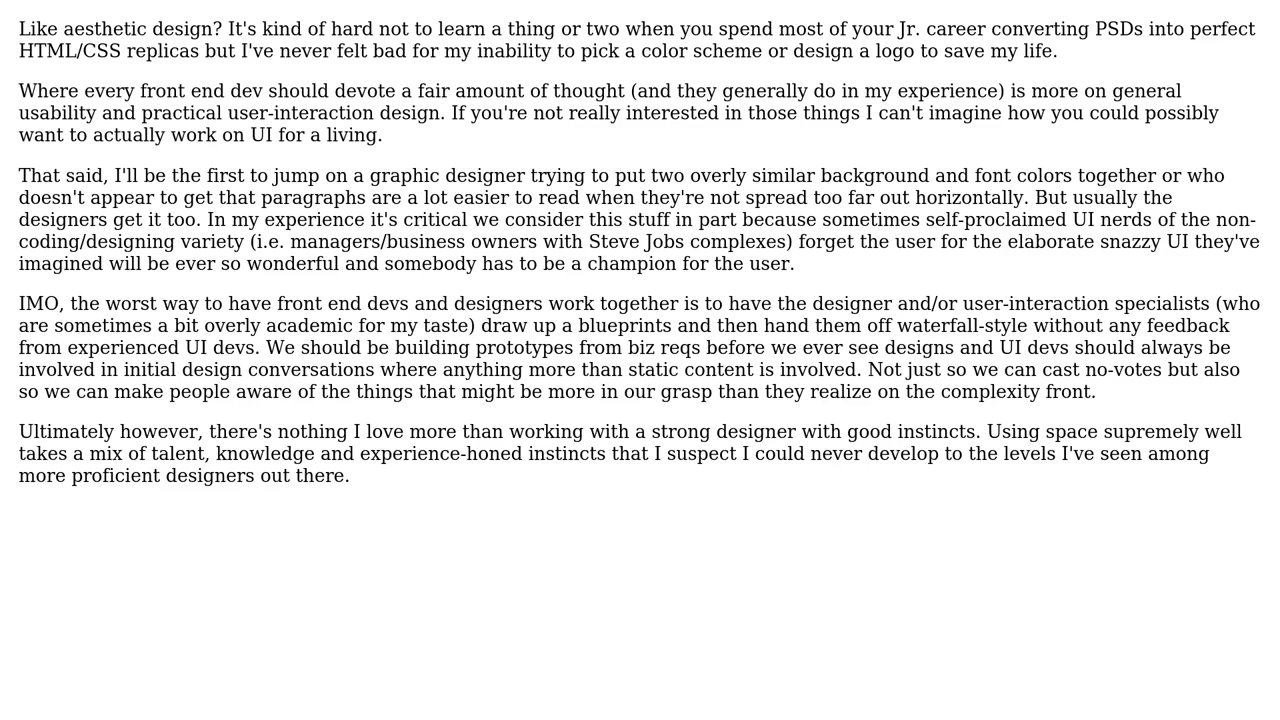 Like aesthetic design? It's kind of hard not to learn a thing or two when you spend most of your Jr. career converting PSDs into perfect
HTML/CSS replicas but I've never felt bad for my inability to pick a color scheme or design a logo to save my life.
Where every front end dev should devote a fair amount of thought (and they generally do in my experience) is more on general
usability and practical user-interaction design. If you're not really interested in those things I can't imagine how you could possibly
want to actually work on UI for a living.
That said, I'll be the first to jump on a graphic designer trying to put two overly similar background and font colors together or who
doesn't appear to get that paragraphs are a lot easier to read when they're not spread too far out horizontally. But usually the
designers get it too. In my experience it's critical we consider this stuff in part because sometimes self-proclaimed UI nerds of the non-
coding/designing variety (i.e. managers/business owners with Steve Jobs complexes) forget the user for the elaborate snazzy UI they've
imagined will be ever so wonderful and somebody has to be a champion for the user.
IMO, the worst way to have front end devs and designers work together is to have the designer and/or user-interaction specialists (who
are sometimes a bit overly academic for my taste) draw up a blueprints and then hand them off waterfall-style without any feedback
from experienced UI devs. We should be building prototypes from biz reqs before we ever see designs and UI devs should always be
involved in initial design conversations where anything more than static content is involved. Not just so we can cast no-votes but also
so we can make people aware of the things that might be more in our grasp than they realize on the complexity front.
Ultimately however, there's nothing I love more than working with a strong designer with good instincts. Using space supremely well
takes a mix of talent, knowledge and experience-honed instincts that I suspect I could never develop to the levels I've seen among
more proficient designers out there.